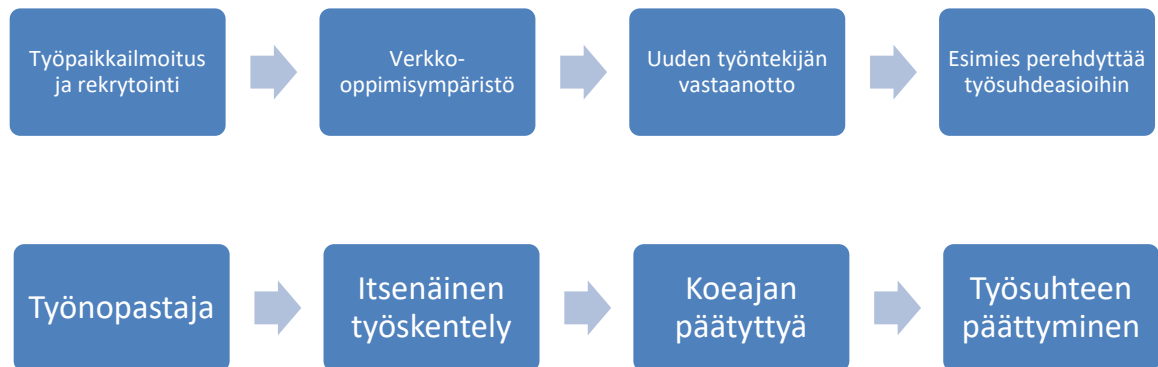 Työpaikkailmoitus
ja rekrytointi
Verkko-
oppimisympäristö
Uuden työntekijän
vastaanotto
Esimies perehdyttää
työsuhdeasioihin
Työnopastaja
Itsenäinen
työskentely
Koeajan
päätyttyä
Työsuhteen
päättyminen